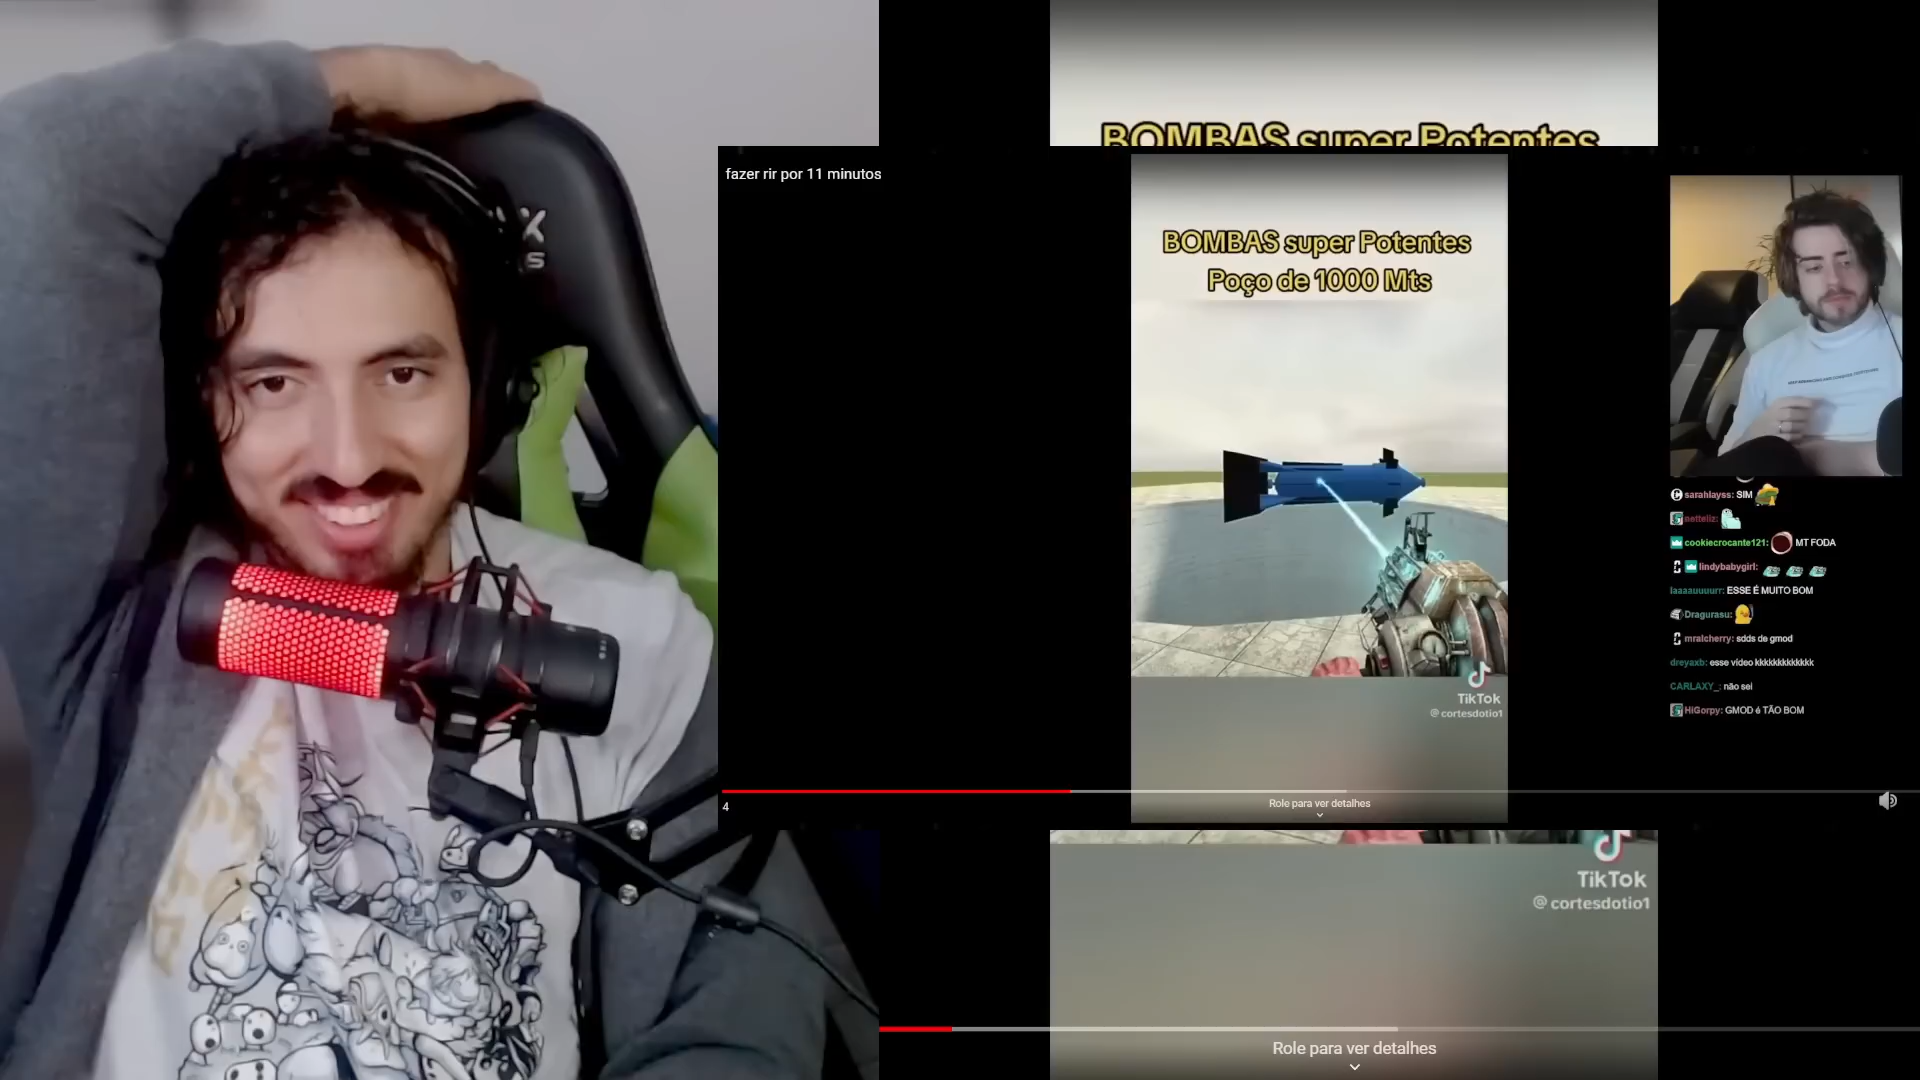 BOMBAS super Potentes
fazer rir por 11 minutos
BOMBAS super Potentes
Poço de 1000 Mts
sarahlayss: SIM
netteliz:
cookiecrocante121: MT FODA
lindybabygirl:
laaaauuuurr: ESSE É MUITO BOM
Dragurasu:
mralcherry: sdds de gmod
dreyaxb: esse vídeo kkkkkkkkkkkkk
CARLAXY_: não sei
HiGorpy: GMOD é TÃO BOM
TikTok
@cortesdotio1
Role para ver detalhes
4
TikTok
@cortesdotio1
Role para ver detalhes